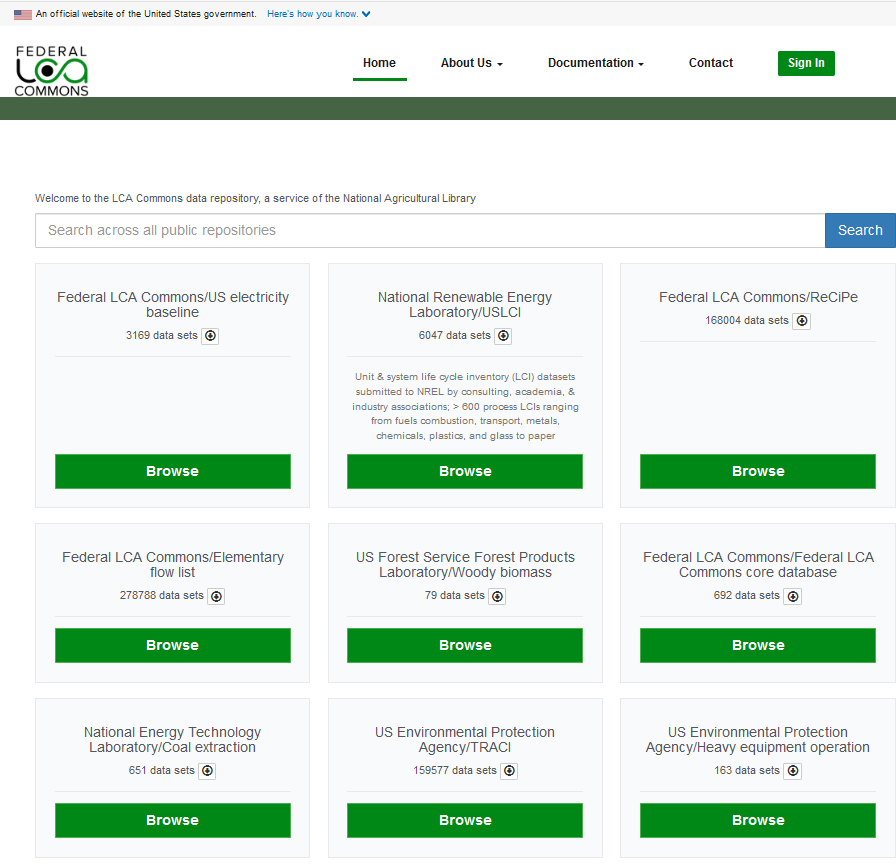 An official website of the United States government. Here's how you know.
FEDERAL
LCA
COMMONS
Home About Us Documentation Contact Sign In
Welcome to the LCA Commons data repository, a service of the National Agricultural Library
Search across all public repositories Search
Federal LCA Commons/US electricity
baseline
3169 data sets
Browse
National Renewable Energy
Laboratory/USLCI
6047 data sets
Unit & system life cycle inventory (LCI) datasets
submitted to NREL by consulting, academia, &
industry associations; > 600 process LCIs ranging
from fuels combustion, transport, metals,
chemicals, plastics, and glass to paper
Browse
Federal LCA Commons/ReCiPe
168004 data sets
Browse
Federal LCA Commons/Elementary
flow list
278788 data sets
Browse
US Forest Service Forest Products
Laboratory/Woody biomass
79 data sets
Browse
Federal LCA Commons/Federal LCA
Commons core database
692 data sets
Browse
National Energy Technology
Laboratory/Coal extraction
651 data sets
Browse
US Environmental Protection
Agency/TRACI
159577 data sets
Browse
US Environmental Protection
Agency/Heavy equipment operation
163 data sets
Browse